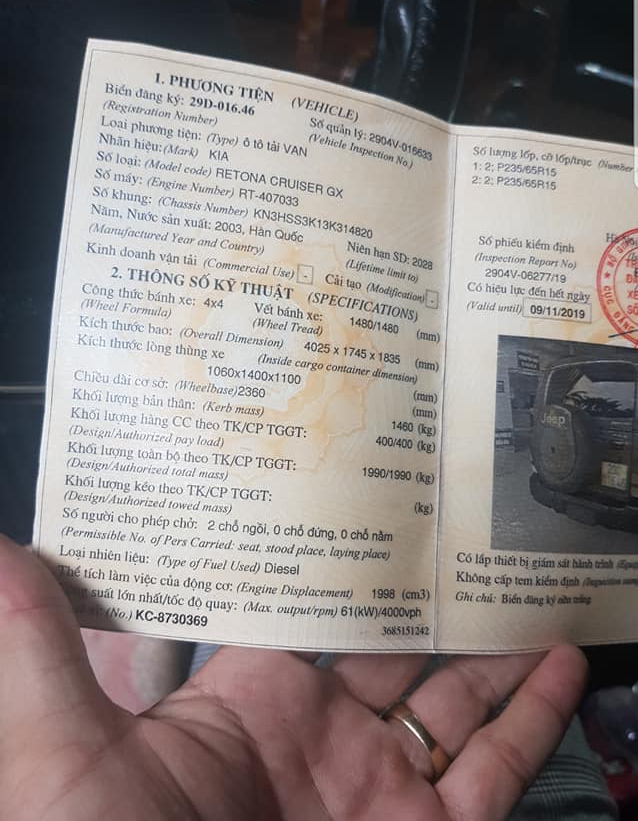 1. PHƯƠNG TIỆN (VEHICLE)
Biển đăng ký: 29D-016.46 Số quản lý: 2904V-016633
(Registration Number) (Vehicle Inspection No.)
Loại phương tiện: (Type) ô tô tải VAN
Nhãn hiệu: (Mark) KIA
Số loại: (Model code) RETONA CRUISER GX
Số máy: (Engine Number) RT-407033
Số khung: (Chassis Number) KN3HSS3K13K314820
Năm, Nước sản xuất: 2003, Hàn Quốc Niên hạn SD: 2028
(Manufactured Year and Country) (Lifetime limit to)
Kinh doanh vận tải (Commercial Use) - Cải tạo (Modification) -
2. THÔNG SỐ KỸ THUẬT (SPECIFICATIONS)
Công thức bánh xe: 4x4 Vết bánh xe: 1480/1480 (mm)
(Wheel Formula) (Wheel Tread)
Kích thước bao: (Overall Dimension) 4025 x 1745 x 1835 (mm)
Kích thước lòng thùng xe (Inside cargo container dimension)
1060x1400x1100 (mm)
Chiều dài cơ sở: (Wheelbase)2360 (mm)
Khối lượng bản thân: (Kerb mass) 1460 (kg)
Khối lượng hàng CC theo TK/CP TGGT: 400/400 (kg)
(Design/Authorized pay load)
Khối lượng toàn bộ theo TK/CP TGGT: 1990/1990 (kg)
(Design/Authorized total mass)
Khối lượng kéo theo TK/CP TGGT: (kg)
(Design/Authorized towed mass)
Số người cho phép chở: 2 chỗ ngồi, 0 chỗ đứng, 0 chỗ nằm
(Permissible No. of Pers Carried: seat, stood place, laying place)
Loại nhiên liệu: (Type of Fuel Used) Diesel
Thể tích làm việc của động cơ: (Engine Displacement) 1998 (cm3)
suất lớn nhất/tốc độ quay: (Max. output/rpm) 61(kW)/4000vph
(No.) KC-8730369
3685151242
Số lượng lốp, cỡ lốp/trục (Number
1: 2; P235/65R15
2: 2; P235/65R15
Số phiếu kiểm định
(Inspection Report No)
2904V-06277/19
Có hiệu lực đến hết ngày
(Valid until) 09/11/2019
Jeep
Có lắp thiết bị giám sát hành trình
Không cấp tem kiểm định (Inspection
Ghi chú: Biển đăng ký nền trắng